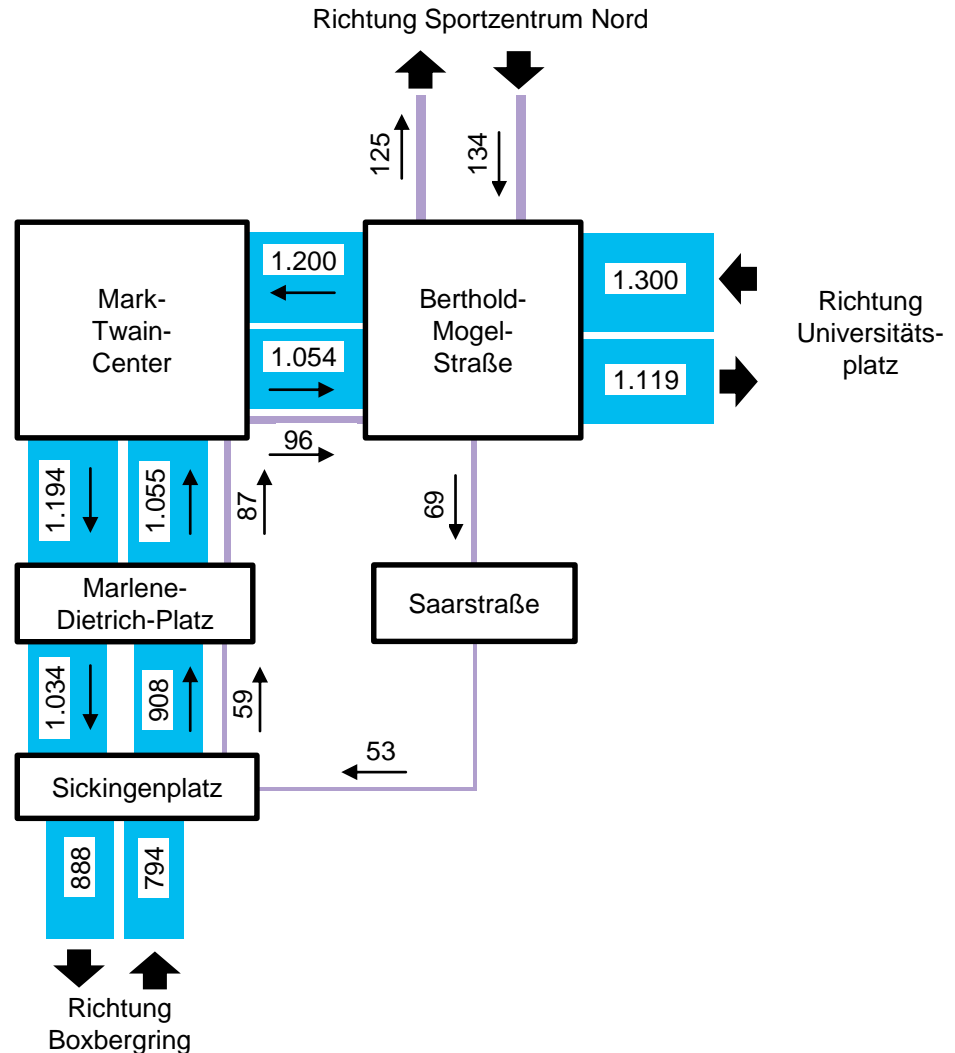 Richtung Sportzentrum Nord
125
134
1.200
1.300
Mark-
Twain-
Center
Berthold-
Mogel-
Straße
Richtung
Universitäts-
platz
1.054
1.119
96
1.194
1.055
87
69
Marlene-
Dietrich-Platz
Saarstraße
1.034
908
59
53
Sickingenplatz
888
794
Richtung
Boxbergring